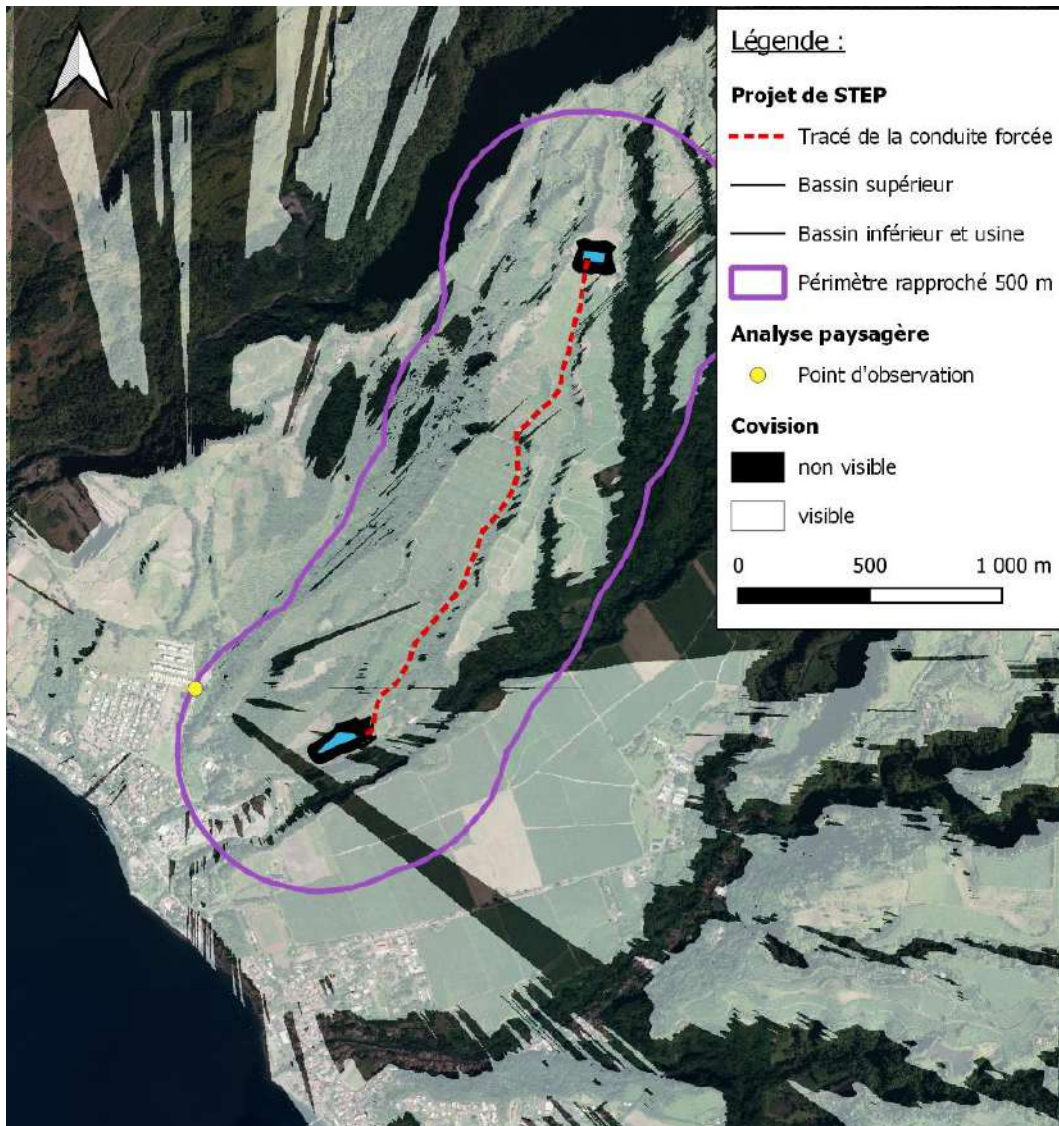 Légende :
Projet de STEP
Tracé de la conduite forcée
Bassin supérieur
Bassin inférieur et usine
Périmètre rapproché 500 m
Analyse paysagère
Point d'observation
Covision
non visible
visible
0 500 1 000 m